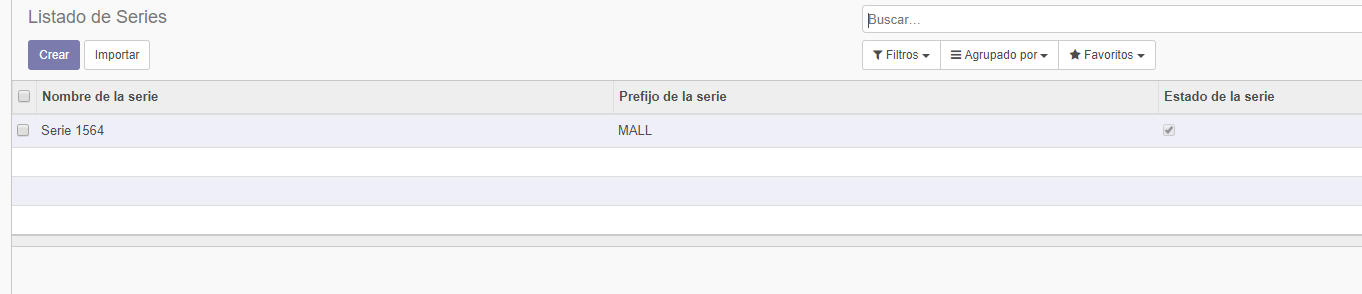 Listado de Series
Buscar...
Crear Importar
Filtros Agrupado por Favoritos
Nombre de la serie Prefijo de la serie Estado de la serie
Serie 1564 MALL